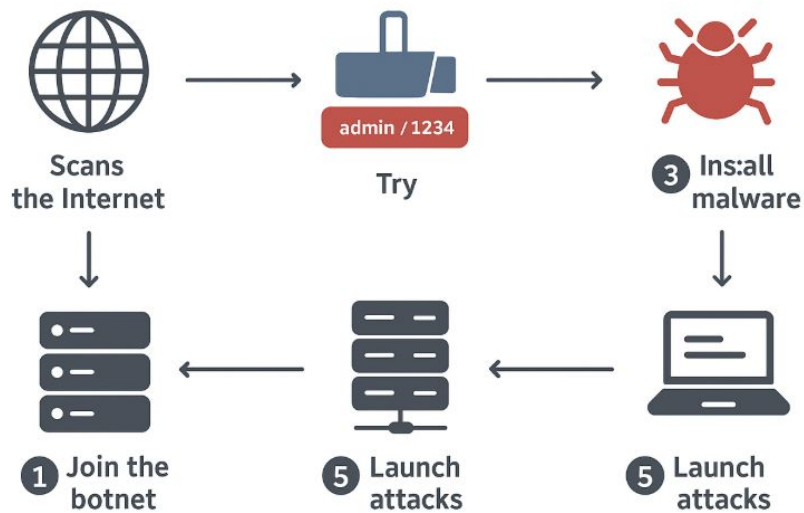 Scans
the Internet
admin / 1234
Try
3 Ins:all
malware
1 Join the
botnet
5 Launch
attacks
5 Launch
attacks